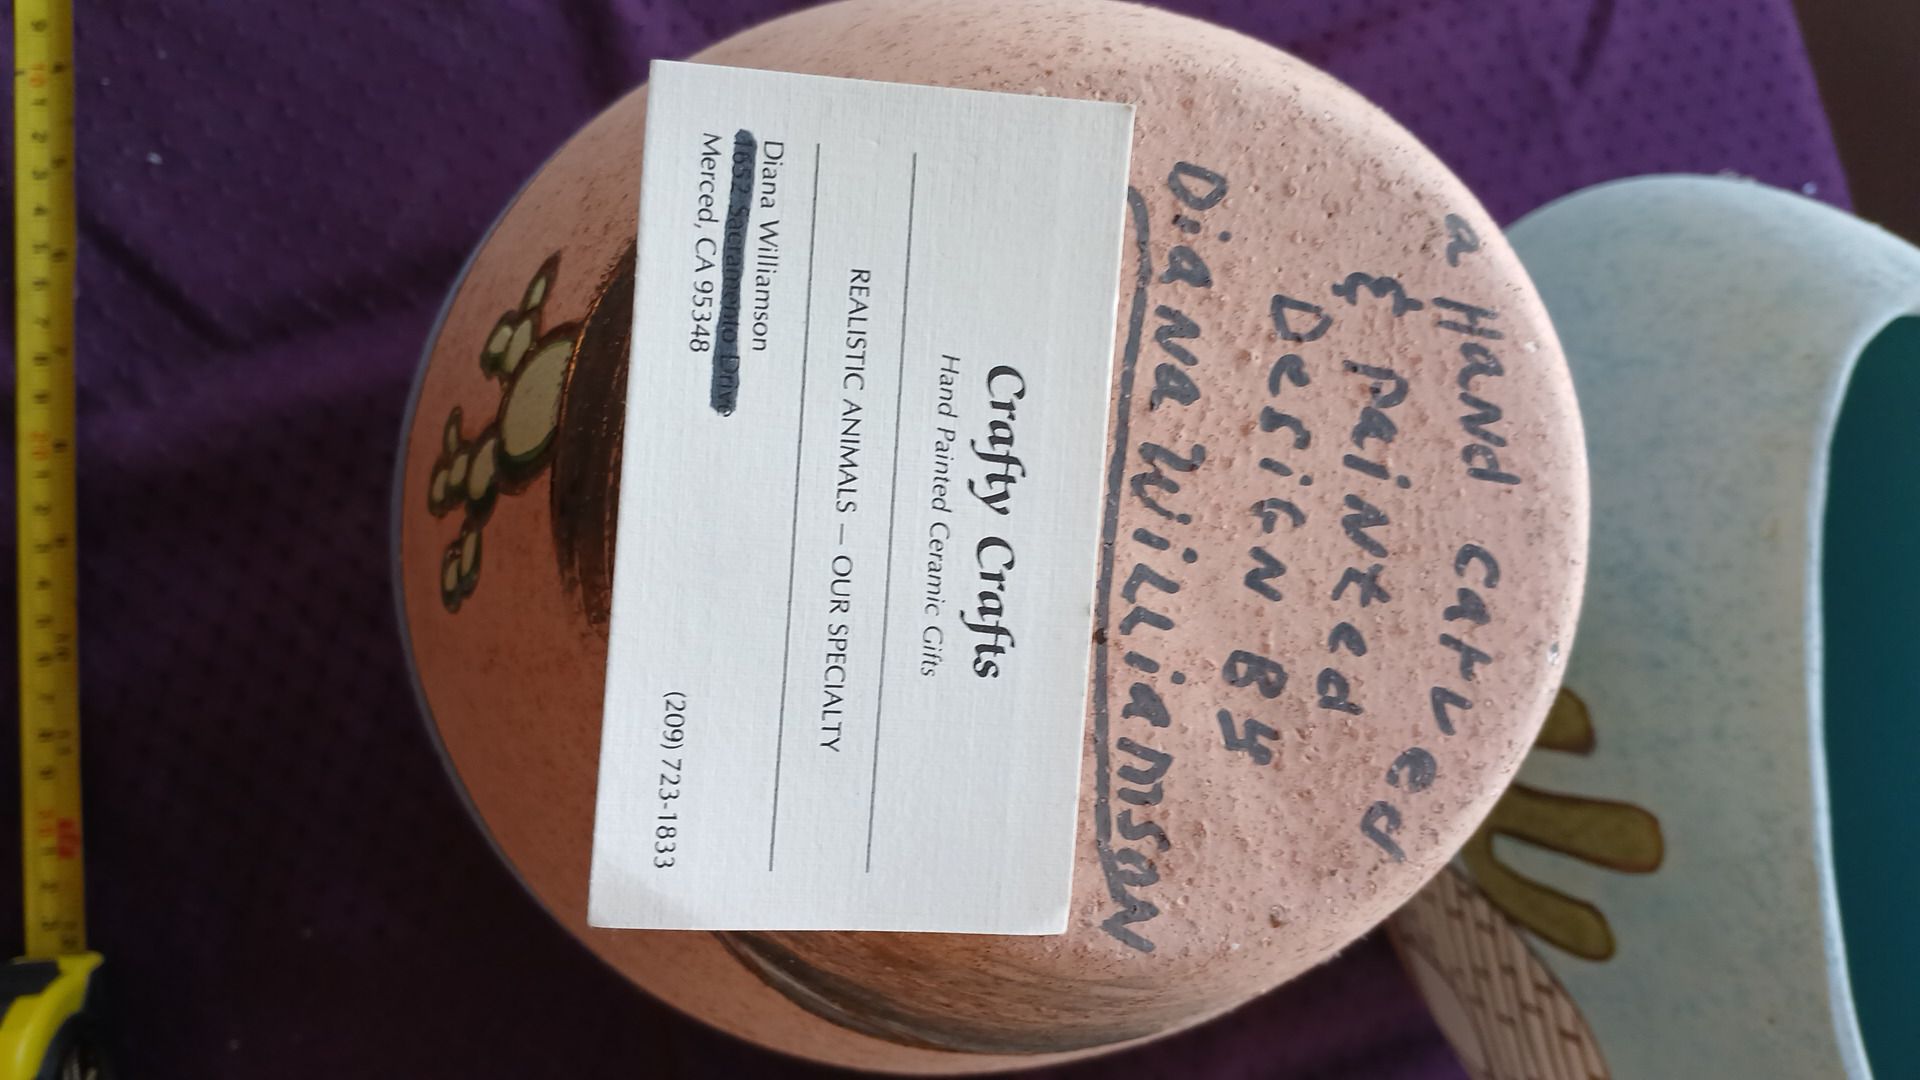 a Hand carved
& painted
Design By
Diana Williamson
Crafty Crafts
Hand Painted Ceramic Gifts
REALISTIC ANIMALS — OUR SPECIALTY
Diana Williamson
Merced, CA 95348
(209) 723-1833